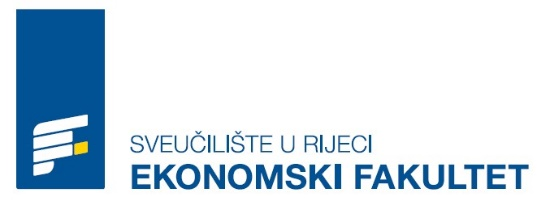 SVEUČILIŠTE U RIJECI
EKONOMSKI FAKULTET